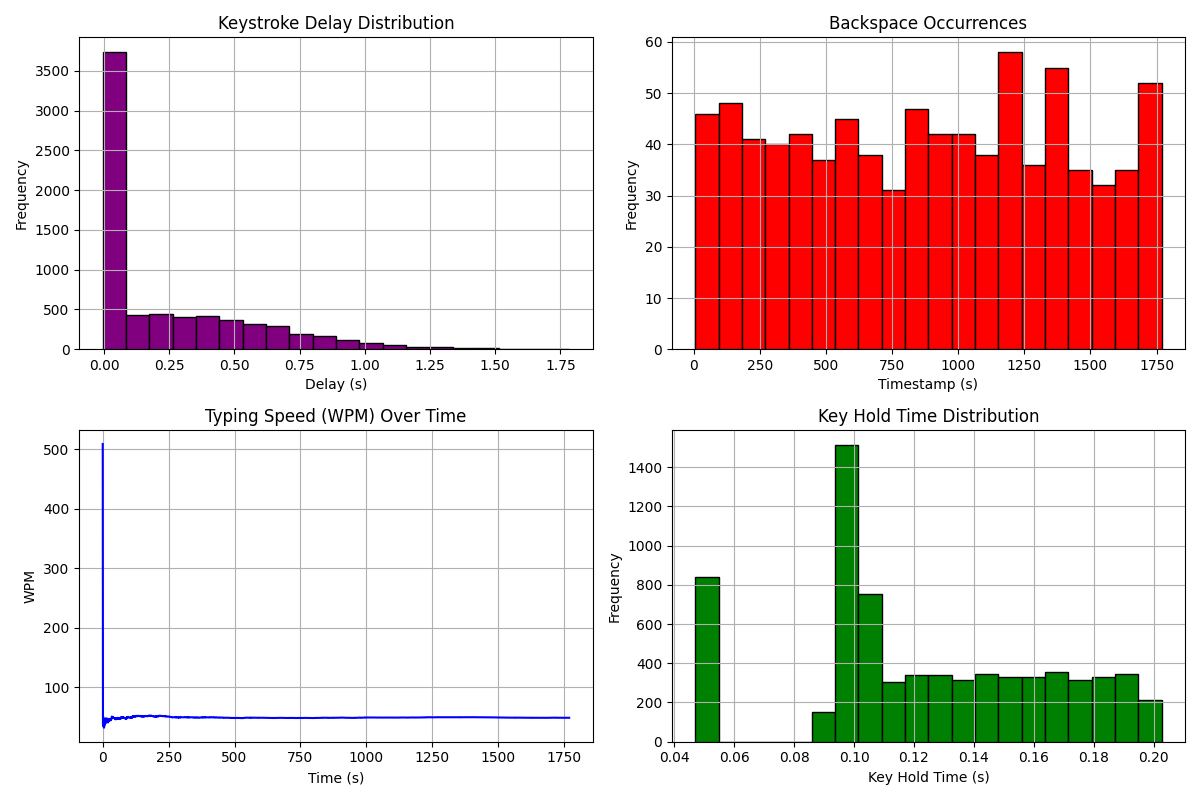 Keystroke Delay Distribution
Frequency
3500
3000
2500
2000
1500
1000
500
0
0.00 0.25 0.50 0.75 1.00 1.25 1.50 1.75
Delay (s)
Backspace Occurrences
Frequency
60
50
40
30
20
10
0
0 250 500 750 1000 1250 1500 1750
Timestamp (s)
Typing Speed (WPM) Over Time
WPM
500
400
300
200
100
0 250 500 750 1000 1250 1500 1750
Time (s)
Key Hold Time Distribution
Frequency
1400
1200
1000
800
600
400
200
0
0.04 0.06 0.08 0.10 0.12 0.14 0.16 0.18 0.20
Key Hold Time (s)